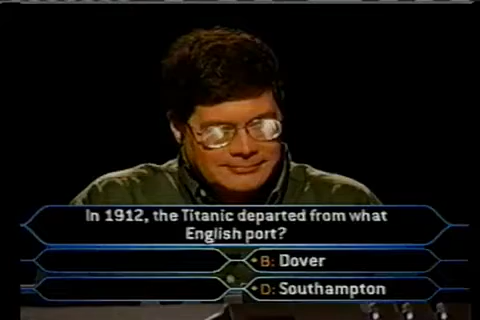 In 1912, the Titanic departed from what
English port?
B: Dover
D: Southampton